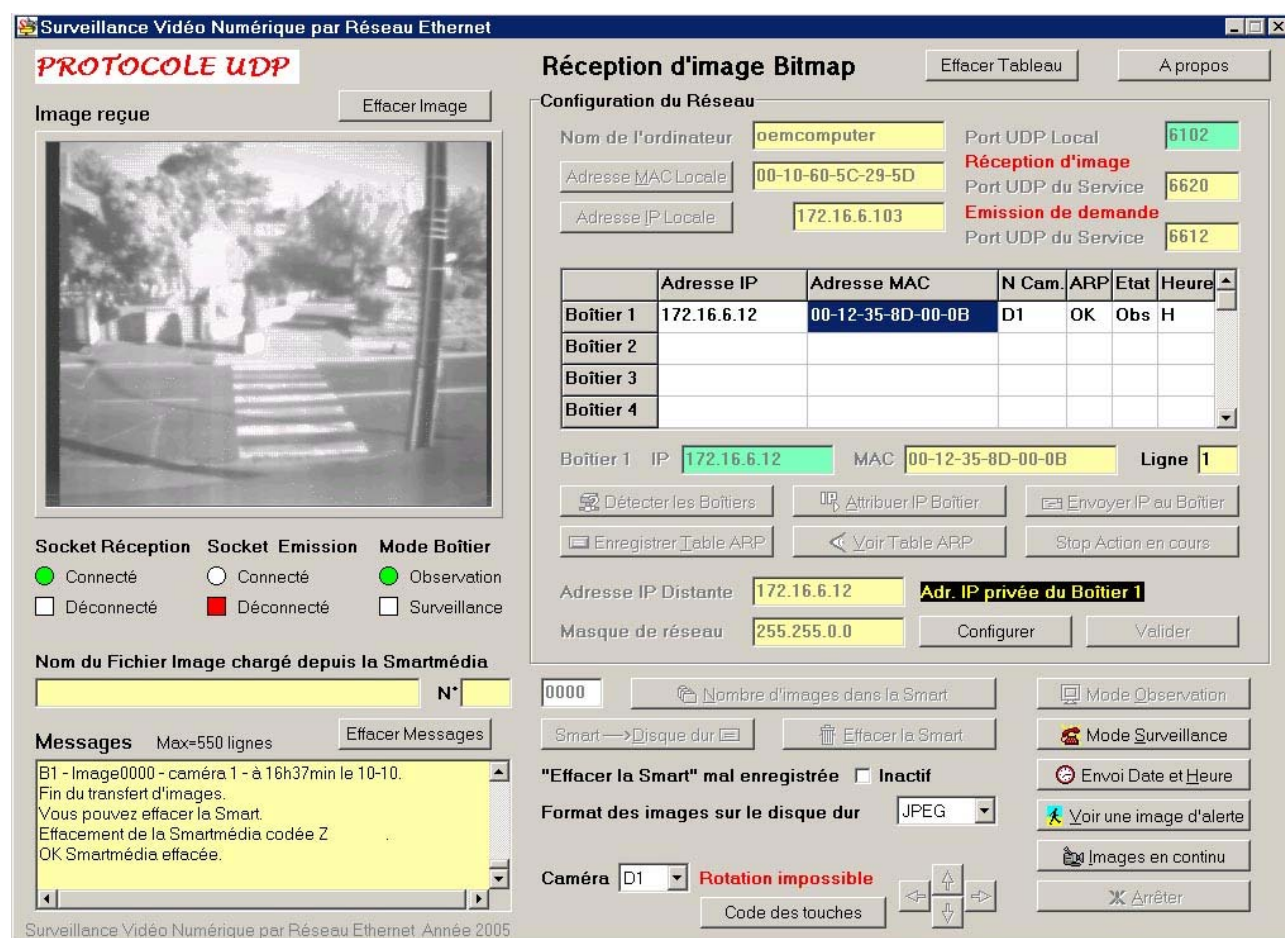 Surveillance Vidéo Numérique par Réseau Ethernet
PROTOCOLE UDP
Réception d'image Bitmap
Effacer Tableau
A propos
Image reçue
Effacer Image
Configuration du Réseau
Nom de l'ordinateur
oemcomputer
Port UDP Local
6102
Adresse MAC Locale
00-10-60-5C-29-5D
Réception d'image
Port UDP du Service
6620
Adresse IP Locale
172.16.6.103
Emission de demande
Port UDP du Service
6612
Adresse IP Adresse MAC N Cam. ARP Etat Heure
Boîtier 1 172.16.6.12 00-12-35-8D-00-0B D1 OK Obs H
Boîtier 2
Boîtier 3
Boîtier 4
Boîtier 1 IP 172.16.6.12 MAC 00-12-35-8D-00-0B Ligne 1
Détecter les Boîtiers
Attribuer IP Boîtier
Envoyer IP au Boîtier
Enregistrer Table ARP
Voir Table ARP
Stop Action en cours
Adresse IP Distante 172.16.6.12 Adr. IP privée du Boîtier 1
Masque de réseau 255.255.0.0
Configurer
Valider
Socket Réception Socket Emission Mode Boîtier
Connecté Connecté Observation
Déconnecté Déconnecté Surveillance
Nom du Fichier Image chargé depuis la Smartmédia
N°
0000
Nombre d'images dans la Smart
Mode Observation
Messages Max=550 lignes
Effacer Messages
Smart-->Disque dur
Effacer la Smart
Mode Surveillance
B1 - Image0000 - caméra 1 - à 16h37min le 10-10.
Fin du transfert d'images.
Vous pouvez effacer la Smart.
Effacement de la Smartmédia codée Z .
OK Smartmédia effacée.
"Effacer la Smart" mal enregistrée Inactif
Envoi Date et Heure
Format des images sur le disque dur JPEG
Voir une image d'alerte
Images en continu
Caméra D1 Rotation impossible
Code des touches
Arrêter
Surveillance Vidéo Numérique par Réseau Ethernet Année 2005